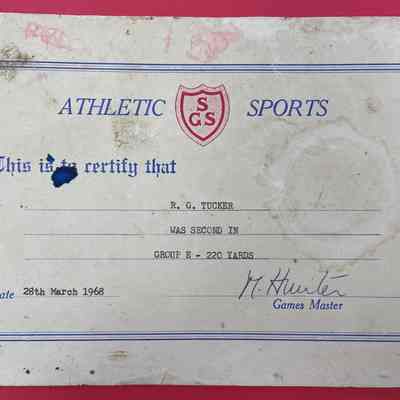 ATHLETIC SGS SPORTS
This is to certify that
R. G. TUCKER
WAS SECOND IN
GROUP E - 220 YARDS
ate 28th March 1968 M. Hunter
Games Master